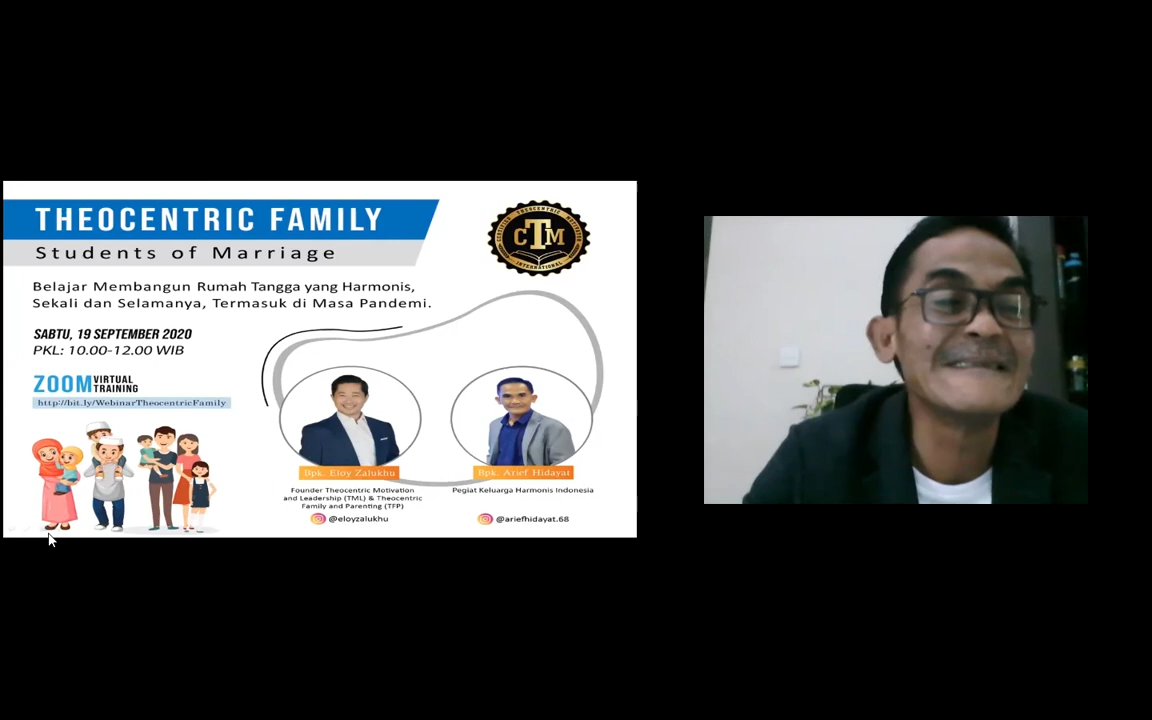 THEOCENTRIC FAMILY
Students of Marriage
Belajar Membangun Rumah Tangga yang Harmonis,
Sekali dan Selamanya, Termasuk di Masa Pandemi.
SABTU, 19 SEPTEMBER 2020
PKL: 10.00-12.00 WIB
ZOOM VIRTUAL TRAINING
http://bit.ly/WebinarTheocentricFamily
CTM
INTERNATIONAL
Bpk. Eloy Zalukhu
Founder Theocentric Motivation
and Leadership (TML) & Theocentric
Family and Parenting (TFP)
@eloyzalukhu
Bpk. Arief Hidayat
Pegiat Keluarga Harmonis Indonesia
@ariefhidayat.68